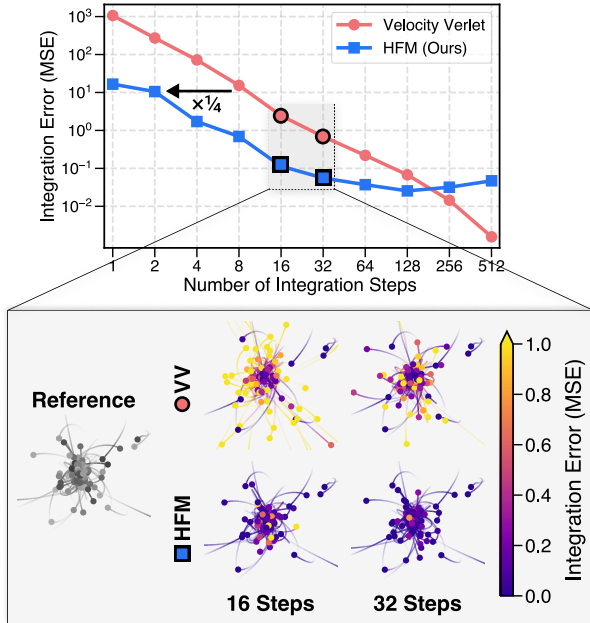 Integration Error (MSE)
10³
10²
10¹
10⁰
10⁻¹
10⁻²
Velocity Verlet
HFM (Ours)
×¼
1 2 4 8 16 32 64 128 256 512
Number of Integration Steps
Reference
VV
HFM
16 Steps
32 Steps
1.0
0.8
0.6
0.4
0.2
0.0
Integration Error (MSE)